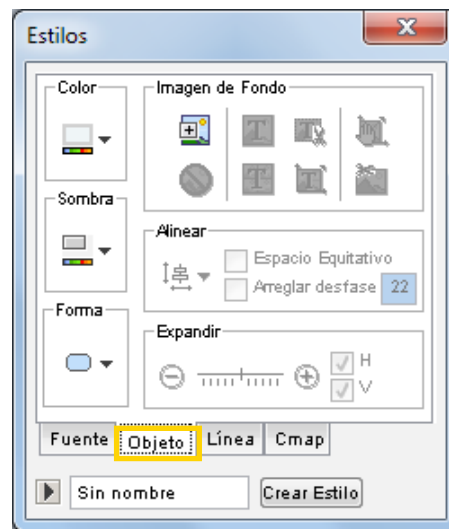 Estilos
Color
Imagen de Fondo
Sombra
Alinear
Espacio Equitativo
Arreglar desfase 22
Forma
Expandir
H
V
Fuente Objeto Línea Cmap
Sin nombre Crear Estilo